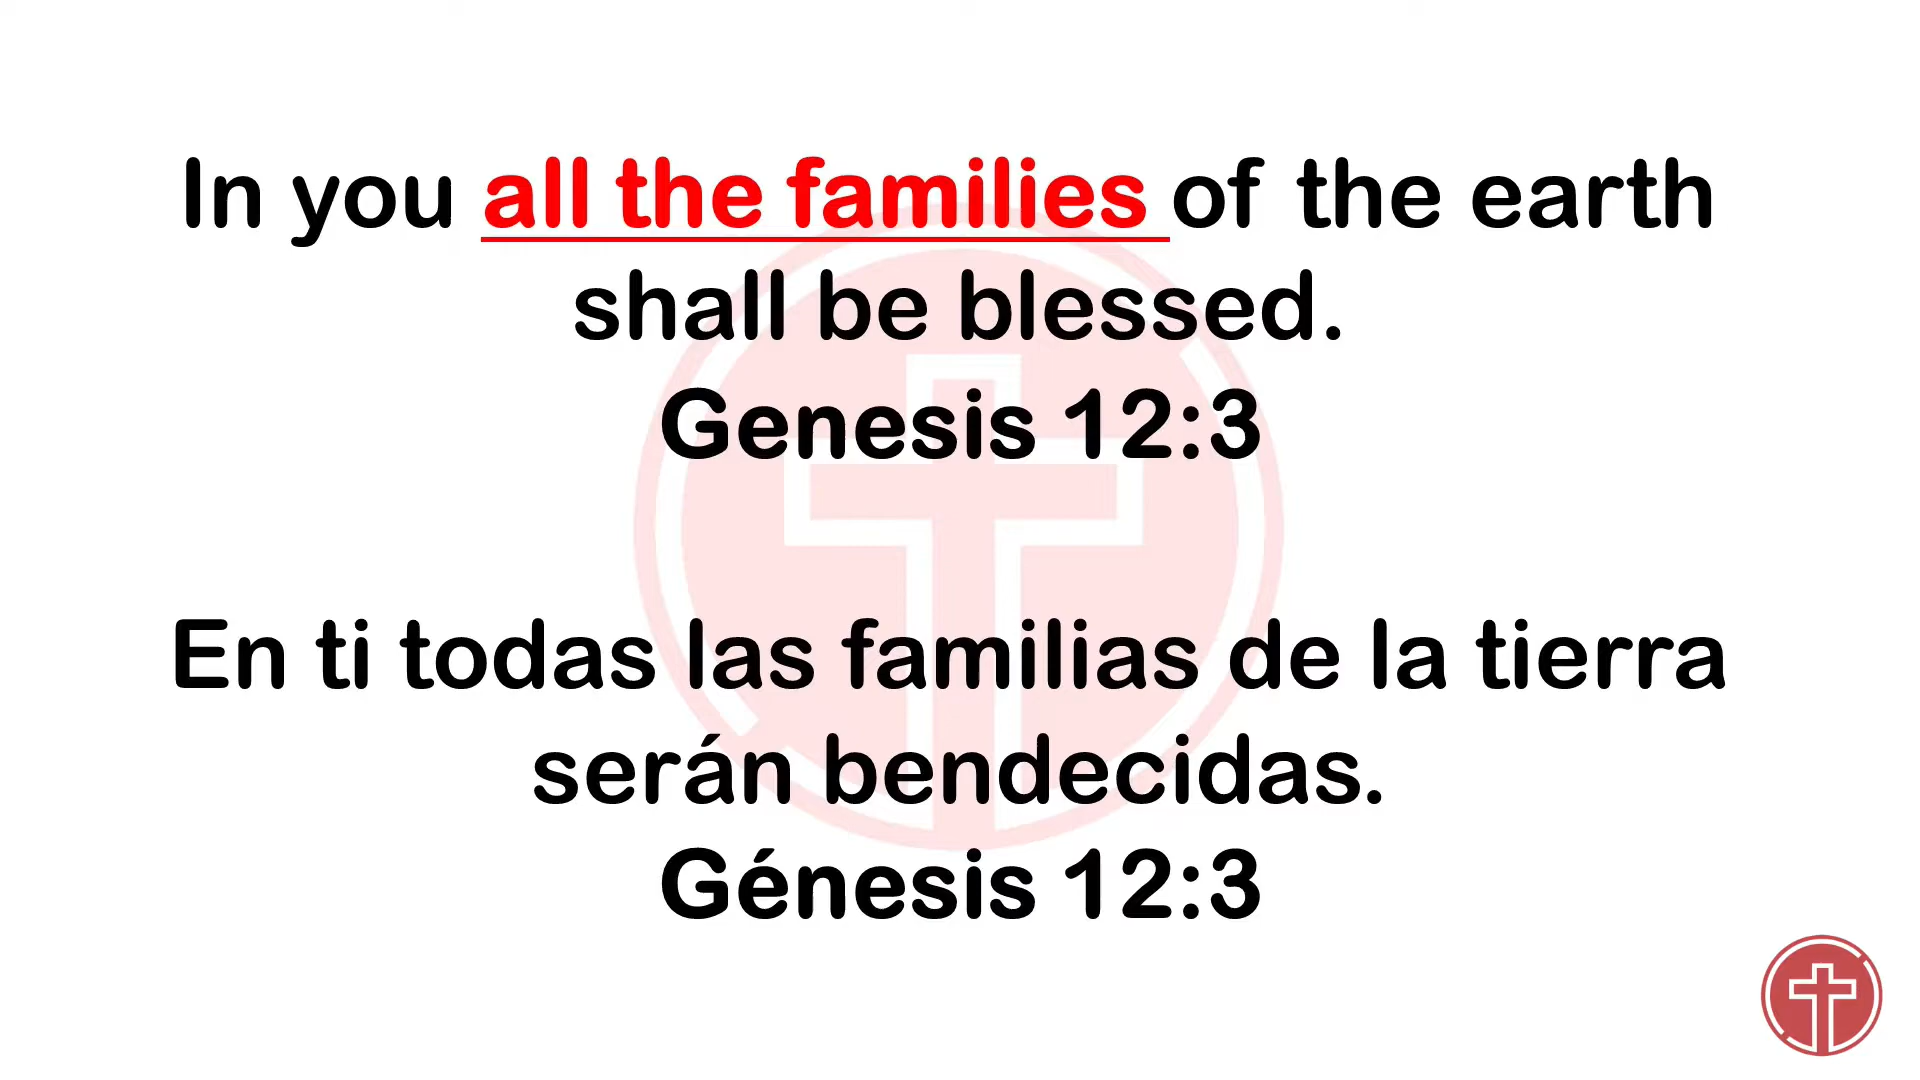 In you all the families of the earth
shall be blessed.
Genesis 12:3
En ti todas las familias de la tierra
serán bendecidas.
Génesis 12:3